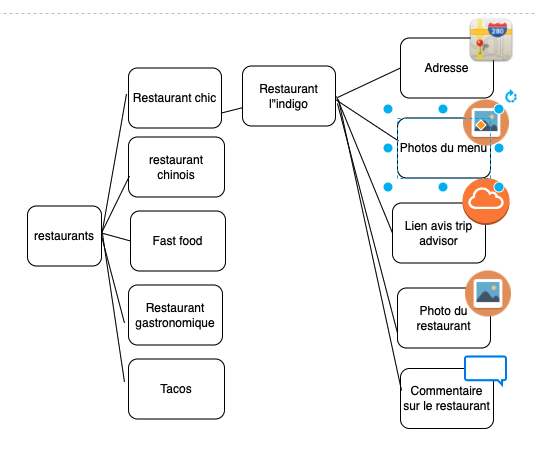 restaurants
Restaurant chic
restaurant
chinois
Fast food
Restaurant
gastronomique
Tacos
Restaurant
l"indigo
280
Adresse
Photos du menu
Lien avis trip
advisor
Photo du
restaurant
Commentaire
sur le restaurant